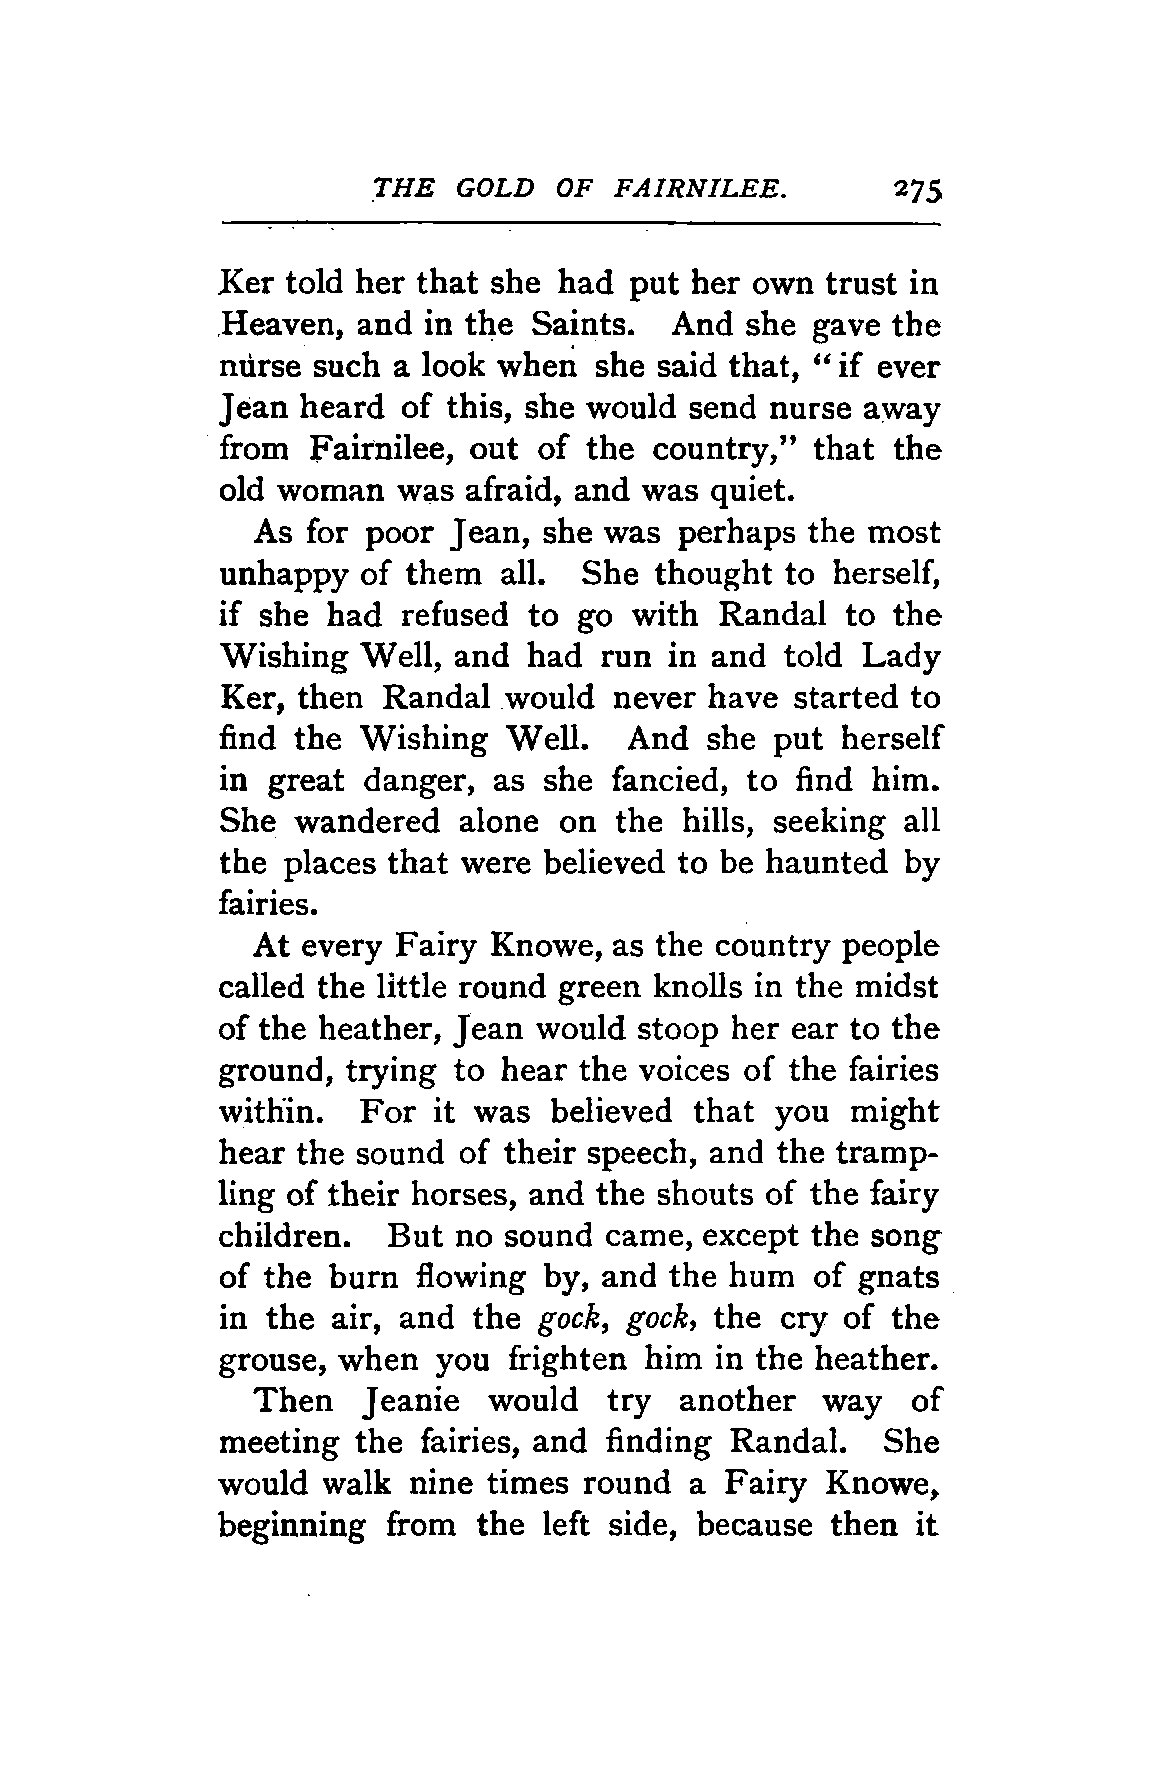 THE GOLD OF FAIRNILEE. 275
Ker told her that she had put her own trust in
Heaven, and in the Saints. And she gave the
nurse such a look when she said that, “if ever
Jean heard of this, she would send nurse away
from Fairnilee, out of the country,” that the
old woman was afraid, and was quiet.
As for poor Jean, she was perhaps the most
unhappy of them all. She thought to herself,
if she had refused to go with Randal to the
Wishing Well, and had run in and told Lady
Ker, then Randal would never have started to
find the Wishing Well. And she put herself
in great danger, as she fancied, to find him.
She wandered alone on the hills, seeking all
the places that were believed to be haunted by
fairies.
At every Fairy Knowe, as the country people
called the little round green knolls in the midst
of the heather, Jean would stoop her ear to the
ground, trying to hear the voices of the fairies
within. For it was believed that you might
hear the sound of their speech, and the tramp-
ling of their horses, and the shouts of the fairy
children. But no sound came, except the song
of the burn flowing by, and the hum of gnats
in the air, and the gock, gock, the cry of the
grouse, when you frighten him in the heather.
Then Jeanie would try another way of
meeting the fairies, and finding Randal. She
would walk nine times round a Fairy Knowe,
beginning from the left side, because then it